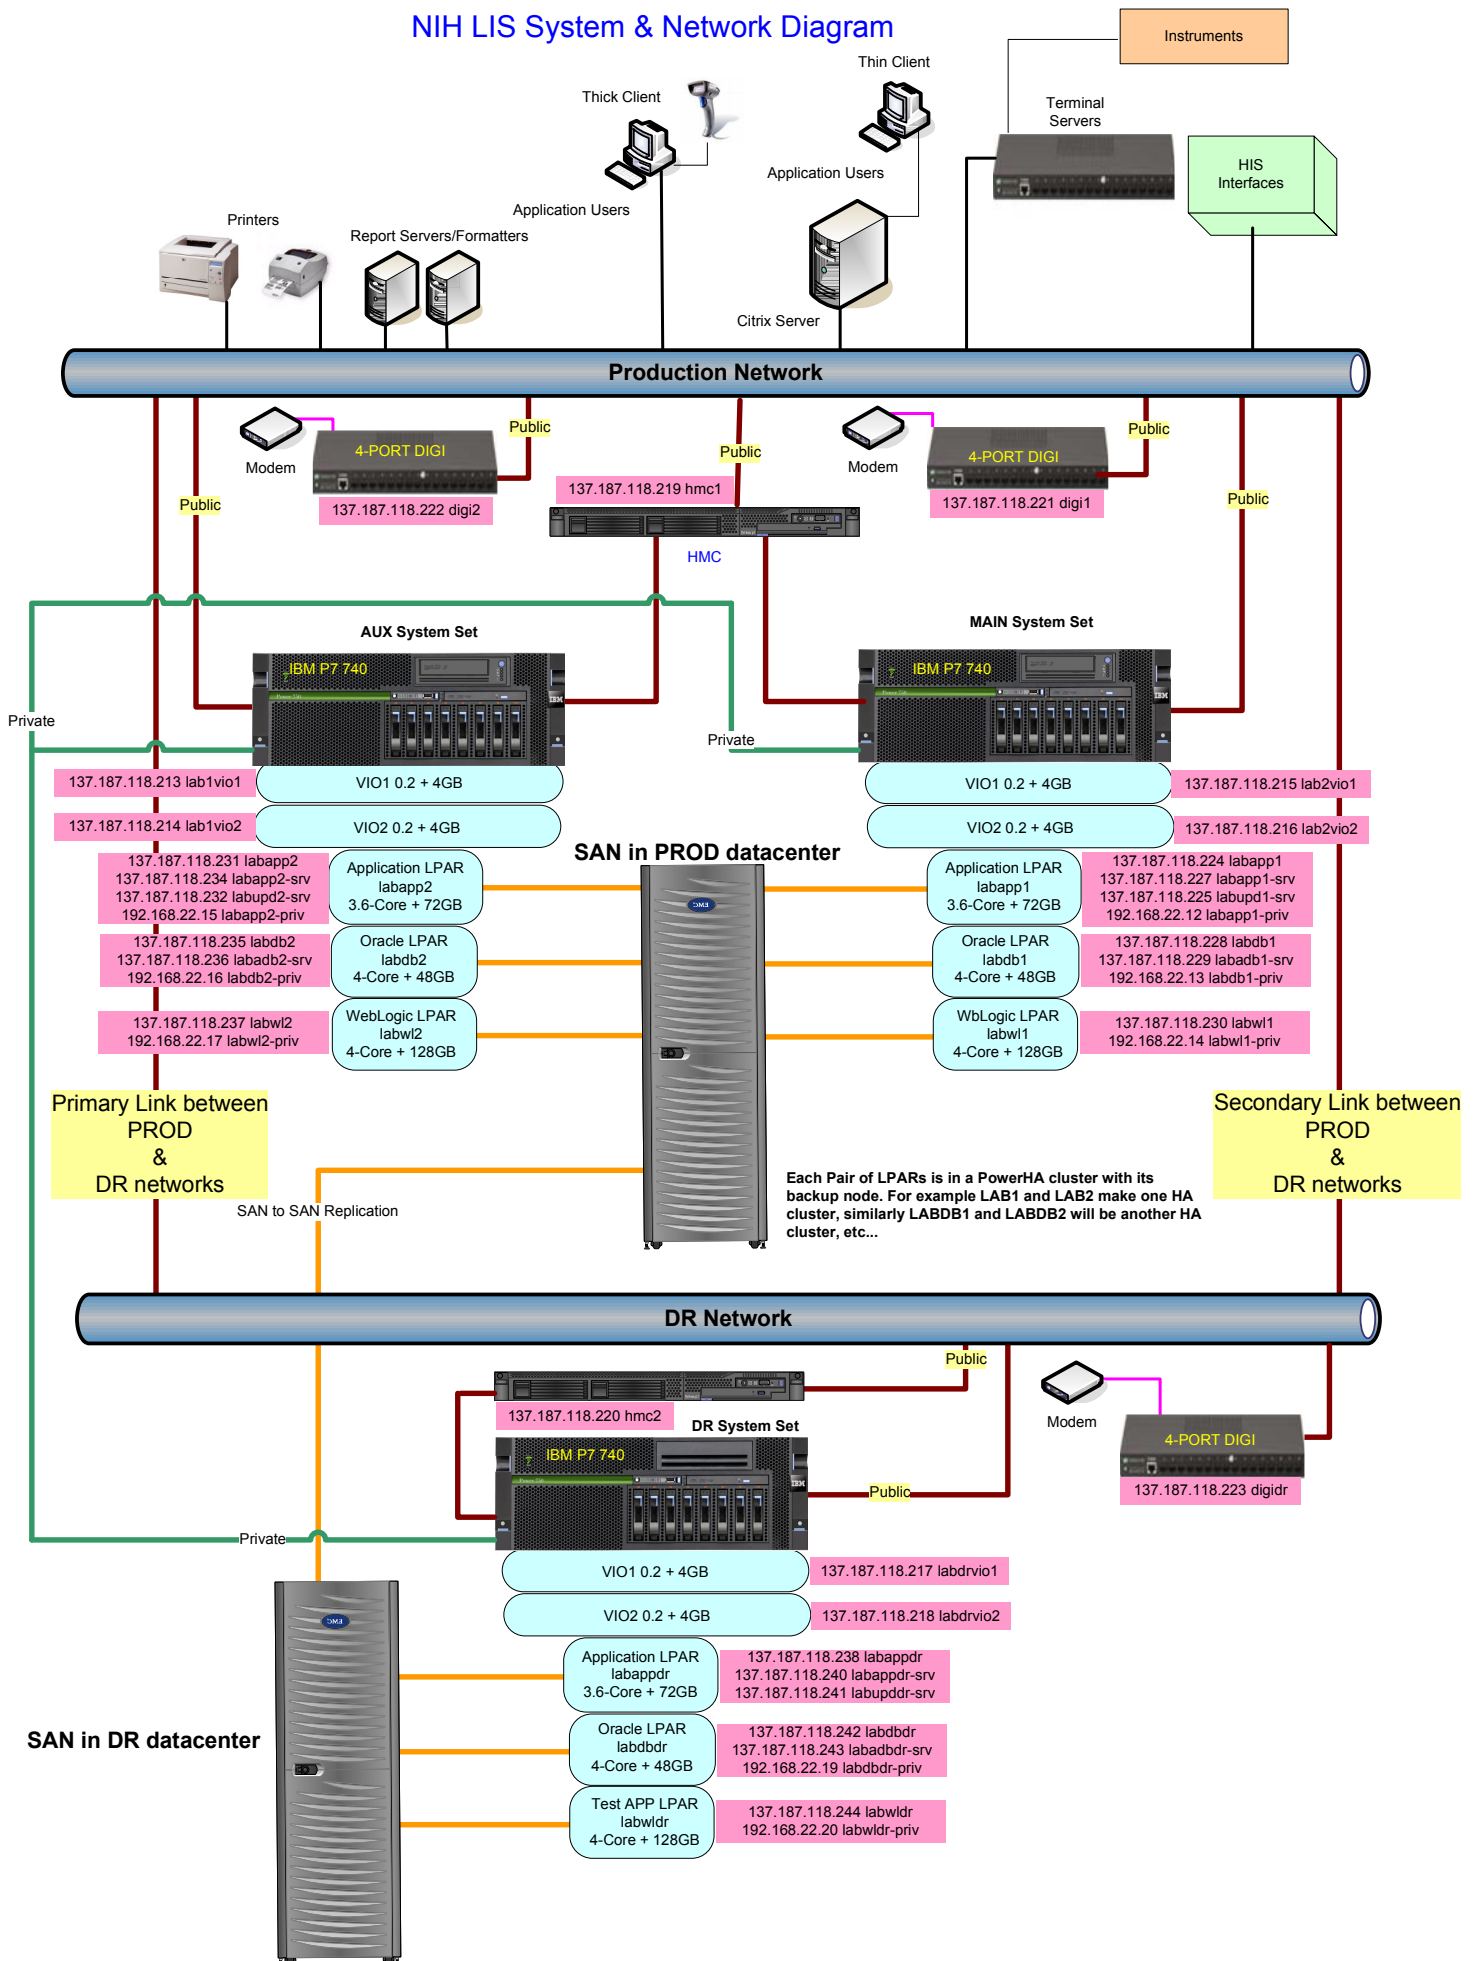 NIH LIS System & Network Diagram
Instruments
Thin Client
Thick Client
Terminal
Servers
HIS
Interfaces
Application Users
Application Users
Printers
Report Servers/Formatters
Citrix Server
Production Network
Public
Public
Public
Public
Public
4-PORT DIGI
4-PORT DIGI
Modem
Modem
137.187.118.222 digi2
137.187.118.219 hmc1
137.187.118.221 digi1
HMC
AUX System Set
MAIN System Set
IBM P7 740
IBM P7 740
Power 750
Power 750
IBM
IBM
Private
Private
137.187.118.213 lab1vio1
VIO1 0.2 + 4GB
VIO1 0.2 + 4GB
137.187.118.215 lab2vio1
137.187.118.214 lab1vio2
VIO2 0.2 + 4GB
VIO2 0.2 + 4GB
137.187.118.216 lab2vio2
SAN in PROD datacenter
137.187.118.231 labapp2
137.187.118.234 labapp2-srv
137.187.118.232 labupd2-srv
192.168.22.15 labapp2-priv
Application LPAR
labapp2
3.6-Core + 72GB
EMC
Application LPAR
labapp1
3.6-Core + 72GB
137.187.118.224 labapp1
137.187.118.227 labapp1-srv
137.187.118.225 labupd1-srv
192.168.22.12 labapp1-priv
137.187.118.235 labdb2
137.187.118.236 labadb2-srv
192.168.22.16 labdb2-priv
Oracle LPAR
labdb2
4-Core + 48GB
Oracle LPAR
labdb1
4-Core + 48GB
137.187.118.228 labdb1
137.187.118.229 labadb1-srv
192.168.22.13 labdb1-priv
137.187.118.237 labwl2
192.168.22.17 labwl2-priv
WebLogic LPAR
labwl2
4-Core + 128GB
WbLogic LPAR
labwl1
4-Core + 128GB
137.187.118.230 labwl1
192.168.22.14 labwl1-priv
Primary Link between
PROD
&
DR networks
Secondary Link between
PROD
&
DR networks
SAN to SAN Replication
Each Pair of LPARs is in a PowerHA cluster with its
backup node. For example LAB1 and LAB2 make one HA
cluster, similarly LABDB1 and LABDB2 will be another HA
cluster, etc...
DR Network
Public
137.187.118.220 hmc2
DR System Set
Modem
4-PORT DIGI
137.187.118.223 digidr
IBM P7 740
Power 750
IBM
Public
Private
VIO1 0.2 + 4GB
137.187.118.217 labdrvio1
VIO2 0.2 + 4GB
137.187.118.218 labdrvio2
EMC
Application LPAR
labappdr
3.6-Core + 72GB
137.187.118.238 labappdr
137.187.118.240 labappdr-srv
137.187.118.241 labupddr-srv
SAN in DR datacenter
Oracle LPAR
labdbdr
4-Core + 48GB
137.187.118.242 labdbdr
137.187.118.243 labadbdr-srv
192.168.22.19 labdbdr-priv
Test APP LPAR
labwldr
4-Core + 128GB
137.187.118.244 labwldr
192.168.22.20 labwldr-priv